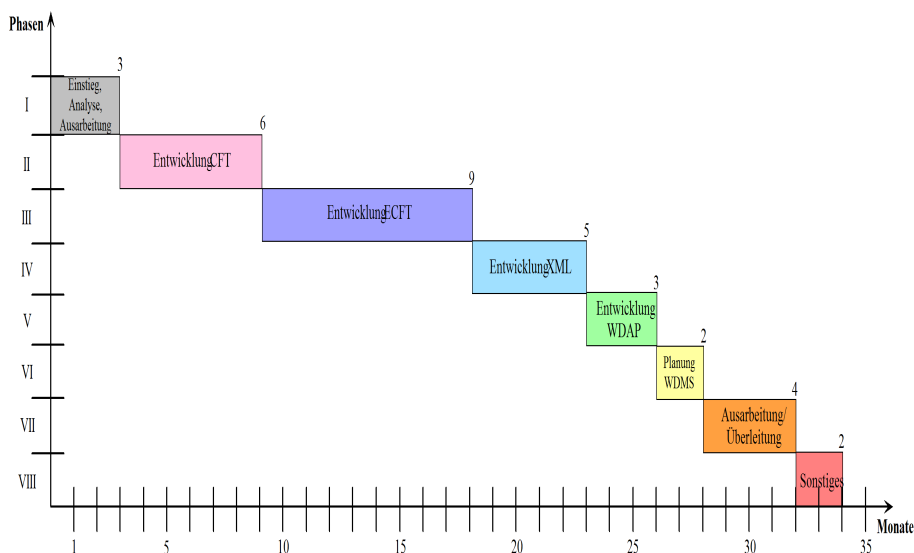 Phasen
3
I
Einstieg,
Analyse,
Ausarbeitung
6
II
EntwicklungCFT
9
III
EntwicklungECFT
5
IV
EntwicklungXML
3
V
Entwicklung
WDAP
2
VI
Planung
WDMS
4
VII
Ausarbeitung/
Überleitung
2
VIII
Sonstiges
Monate
1 5 10 15 20 25 30 35